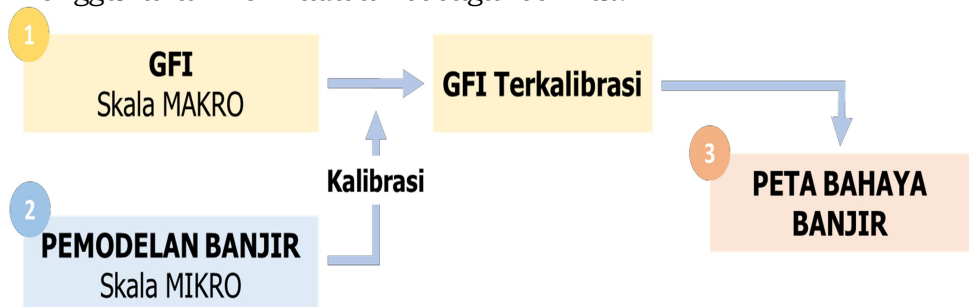 1
GFI
Skala MAKRO
GFI Terkalibrasi
Kalibrasi
2
PEMODELAN BANJIR
Skala MIKRO
3
PETA BAHAYA
BANJIR